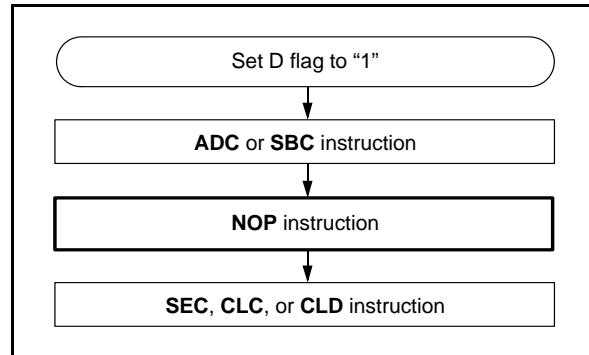 Set D flag to “1”
ADC or SBC instruction
NOP instruction
SEC, CLC, or CLD instruction